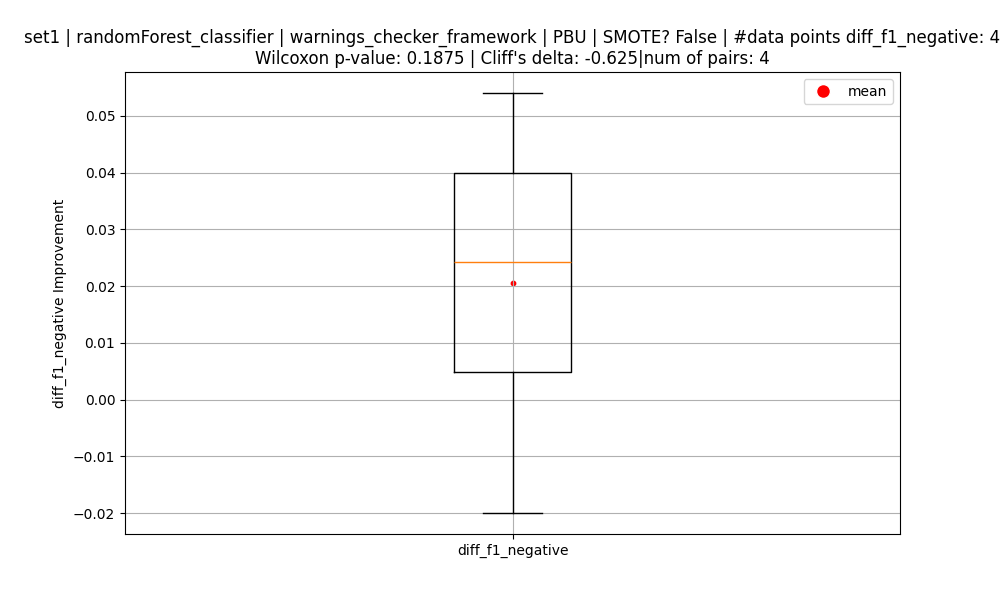 set1 | randomForest_classifier | warnings_checker_framework | PBU | SMOTE? False | #data points diff_f1_negative: 4
Wilcoxon p-value: 0.1875 | Cliff's delta: -0.625|num of pairs: 4
mean
0.05
0.04
0.03
0.02
0.01
0.00
−0.01
−0.02
diff_f1_negative Improvement
diff_f1_negative